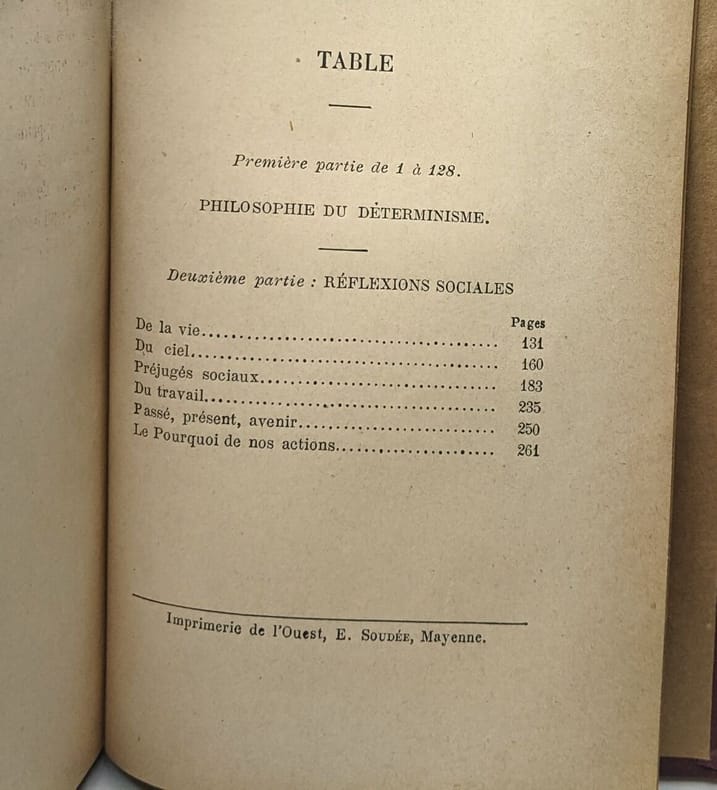 TABLE
Première partie de 1 à 128.
PHILOSOPHIE DU DÉTERMINISME.
Deuxième partie : RÉFLEXIONS SOCIALES
Pages
De la vie........................................ 131
Du ciel.......................................... 160
Préjugés sociaux................................ 183
Du travail....................................... 235
Passé, présent, avenir.......................... 250
Le Pourquoi de nos actions..................... 261
Imprimerie de l'Ouest, E. SOUDÉE, Mayenne.